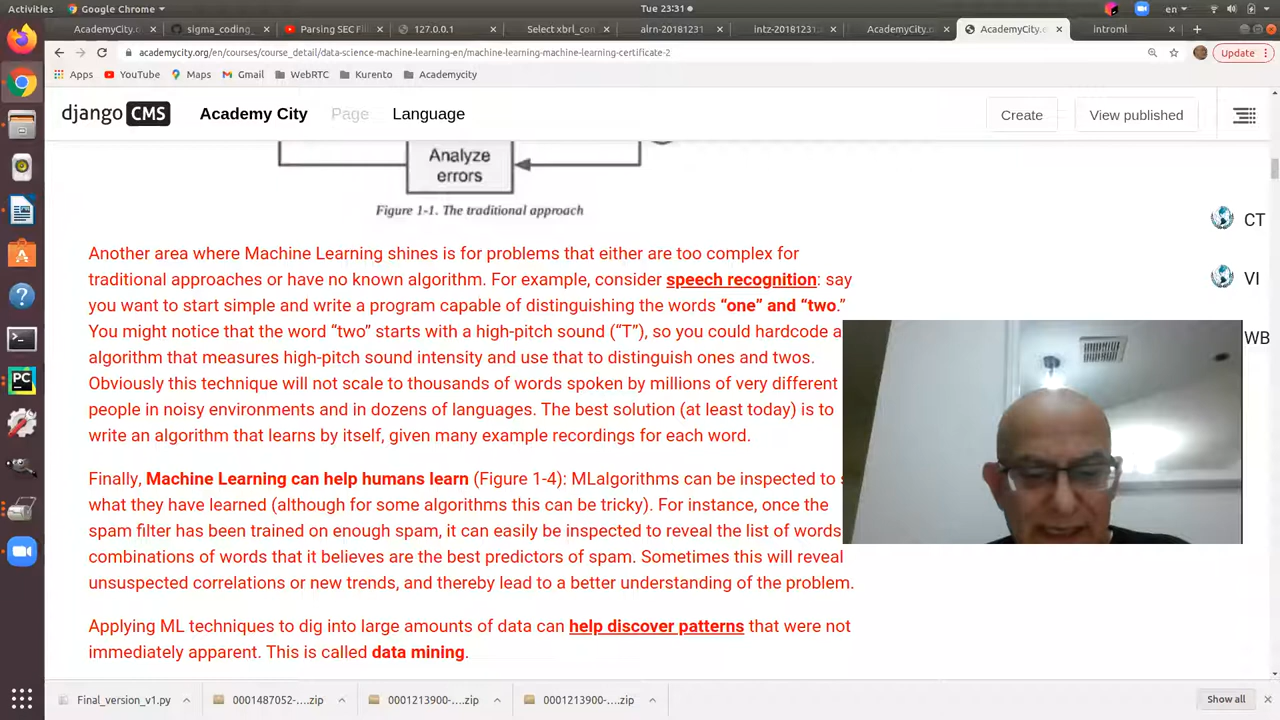 Activities
Google Chrome
Tue 23:31
en
AcademyCity.
sigma_coding_
Parsing SEC Fil
127.0.0.1
Select xbrl_co
alrn-20181231
intz-20181231.x
AcademyCity.o
AcademyCity.c
introml
academycity.org/en/courses/course_detail/data-science-machine-learning-en/machine-learning-machine-learning-certificate-2
Update
Apps
YouTube
Maps
Gmail
WebRTC
Kurento
Academycity
django CMS
Academy City
Page
Language
Create
View published
Analyze
errors
Figure 1-1. The traditional approach
CT
VI
WB
Another area where Machine Learning shines is for problems that either are too complex for
traditional approaches or have no known algorithm. For example, consider speech recognition: say
you want to start simple and write a program capable of distinguishing the words “one” and “two.”
You might notice that the word “two” starts with a high-pitch sound (“T”), so you could hardcode a
algorithm that measures high-pitch sound intensity and use that to distinguish ones and twos.
Obviously this technique will not scale to thousands of words spoken by millions of very different
people in noisy environments and in dozens of languages. The best solution (at least today) is to
write an algorithm that learns by itself, given many example recordings for each word.
Finally, Machine Learning can help humans learn (Figure 1-4): MLalgorithms can be inspected to
what they have learned (although for some algorithms this can be tricky). For instance, once the
spam filter has been trained on enough spam, it can easily be inspected to reveal the list of words
combinations of words that it believes are the best predictors of spam. Sometimes this will reveal
unsuspected correlations or new trends, and thereby lead to a better understanding of the problem.
Applying ML techniques to dig into large amounts of data can help discover patterns that were not
immediately apparent. This is called data mining.
Final_version_v1.py
0001487052-....zip
0001213900-....zip
0001213900-....zip
Show all